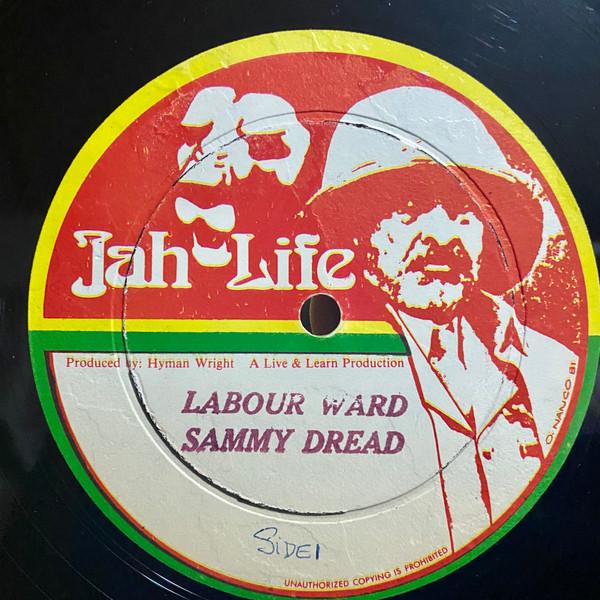 Jah Life
Produced by: Hyman Wright A Live & Learn Production
LABOUR WARD
SAMMY DREAD
SIDE 1
O. NANCO 81
UNAUTHORIZED COPYING IS PROHIBITED